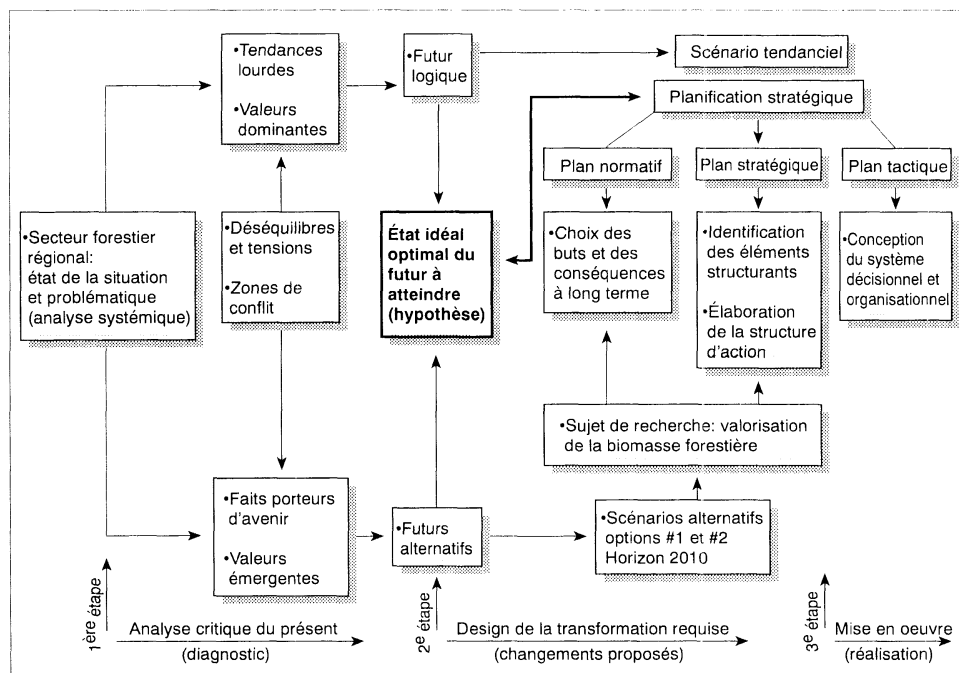 •Tendances
lourdes
•Valeurs
dominantes
•Futur
logique
Scénario tendanciel
Planification stratégique
Plan normatif
Plan stratégique
Plan tactique
•Secteur forestier
régional:
état de la situation
et problématique
(analyse systémique)
•Déséquilibres
et tensions
•Zones de
conflit
État idéal
optimal du
futur à
atteindre
(hypothèse)
•Choix des
buts et des
conséquences
à long terme
•Identification
des éléments
structurants
•Élaboration
de la structure
d'action
•Conception
du système
décisionnel et
organisationnel
•Sujet de recherche: valorisation
de la biomasse forestière
•Faits porteurs
d'avenir
•Valeurs
émergentes
•Futurs
alternatifs
•Scénarios alternatifs
options #1 et #2
Horizon 2010
1ère étape
Analyse critique du présent
(diagnostic)
2e étape
Design de la transformation requise
(changements proposés)
3e étape
Mise en oeuvre
(réalisation)